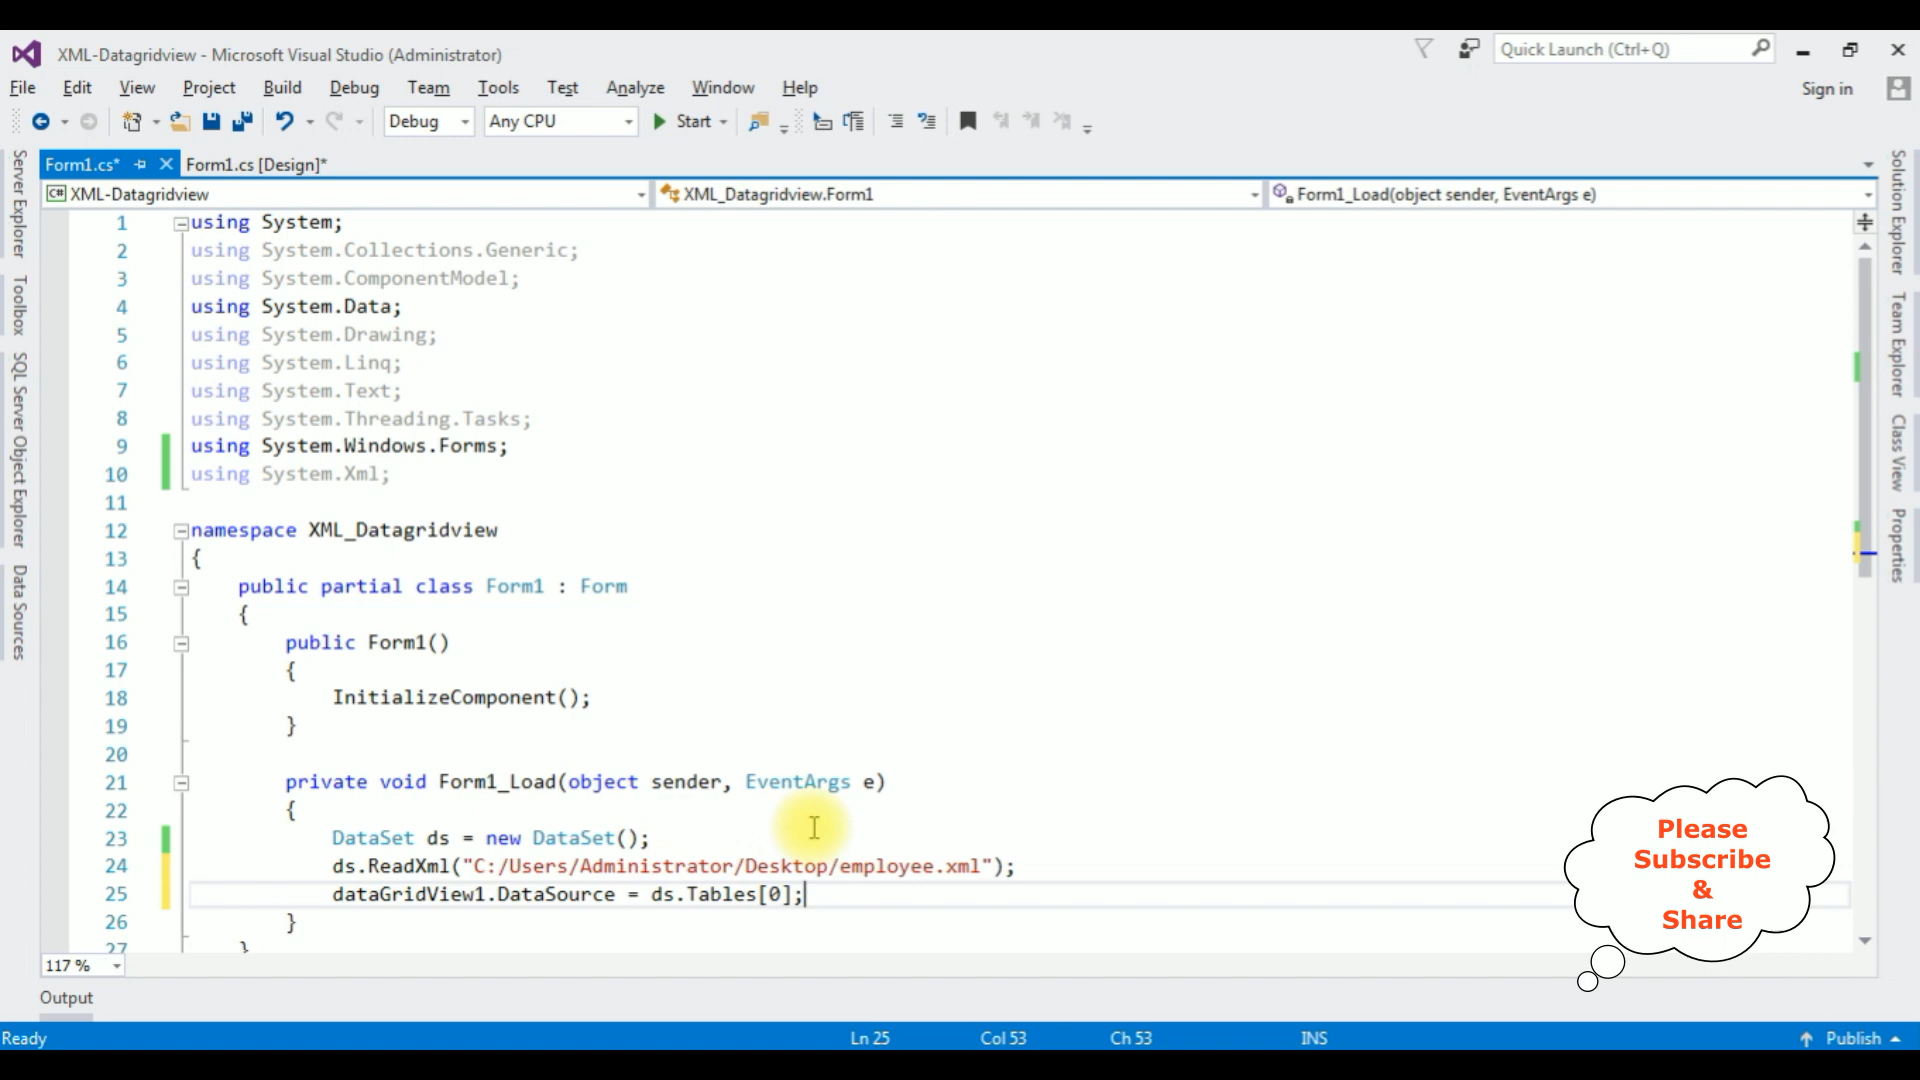 XML-Datagridview - Microsoft Visual Studio (Administrator)
Quick Launch (Ctrl+Q)
File Edit View Project Build Debug Team Tools Test Analyze Window Help
Sign in
Debug Any CPU Start
Form1.cs* Form1.cs [Design]*
C# XML-Datagridview XML_Datagridview.Form1 Form1_Load(object sender, EventArgs e)
Server Explorer
Toolbox
SQL Server Object Explorer
Data Sources
1 using System;
2 using System.Collections.Generic;
3 using System.ComponentModel;
4 using System.Data;
5 using System.Drawing;
6 using System.Linq;
7 using System.Text;
8 using System.Threading.Tasks;
9 using System.Windows.Forms;
10 using System.Xml;
11
12 namespace XML_Datagridview
13 {
14 public partial class Form1 : Form
15 {
16 public Form1()
17 {
18 InitializeComponent();
19 }
20
21 private void Form1_Load(object sender, EventArgs e)
22 {
23 DataSet ds = new DataSet();
24 ds.ReadXml("C:/Users/Administrator/Desktop/employee.xml");
25 dataGridView1.DataSource = ds.Tables[0];
26 }
27 }
Solution Explorer
Team Explorer
Class View
Properties
Please
Subscribe
&
Share
117 %
Output
Ready Ln 25 Col 53 Ch 53 INS Publish